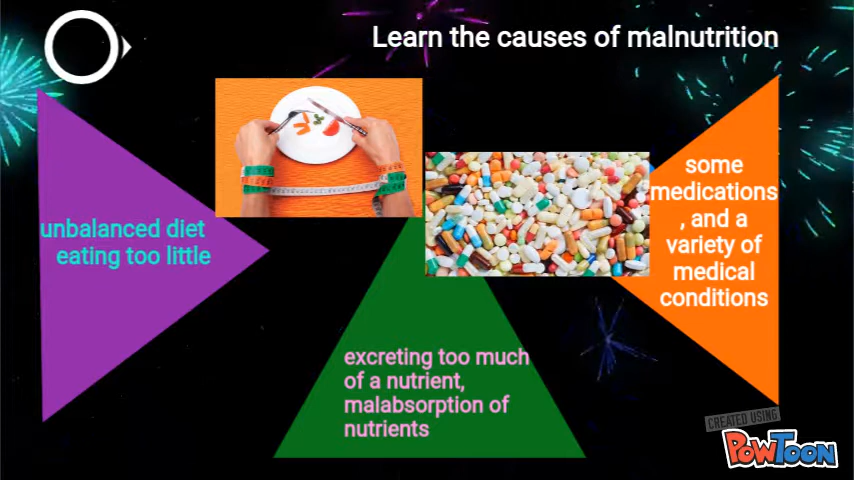 Learn the causes of malnutrition
unbalanced diet
eating too little
some
medications
, and a
variety of
medical
conditions
excreting too much
of a nutrient,
malabsorption of
nutrients
CREATED USING
POWTOON